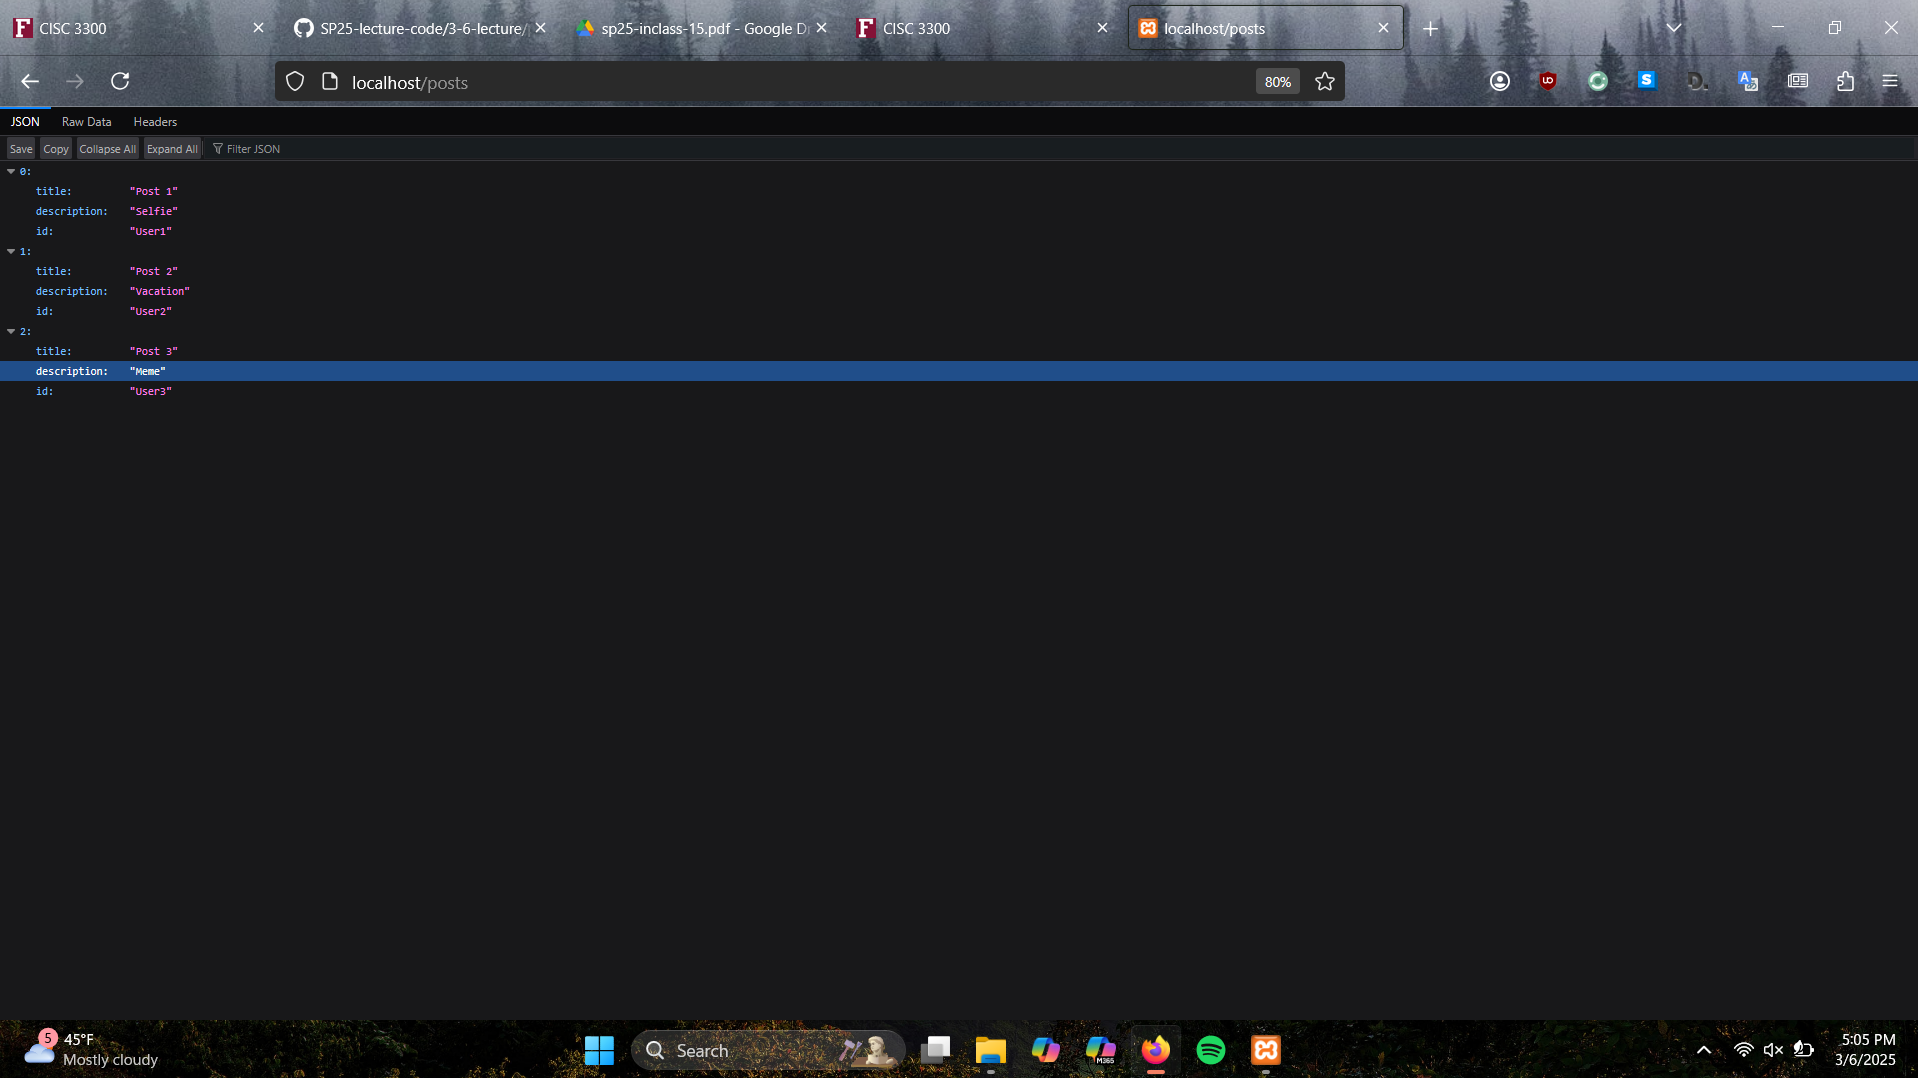 CISC 3300
SP25-lecture-code/3-6-lecture/
sp25-inclass-15.pdf - Google D
CISC 3300
localhost/posts
localhost/posts
80%
JSON Raw Data Headers
Save Copy Collapse All Expand All Filter JSON
0:
title: "Post 1"
description: "Selfie"
id: "User1"
1:
title: "Post 2"
description: "Vacation"
id: "User2"
2:
title: "Post 3"
description: "Meme"
id: "User3"
5
45°F
Mostly cloudy
Search
M365
5:05 PM
3/6/2025